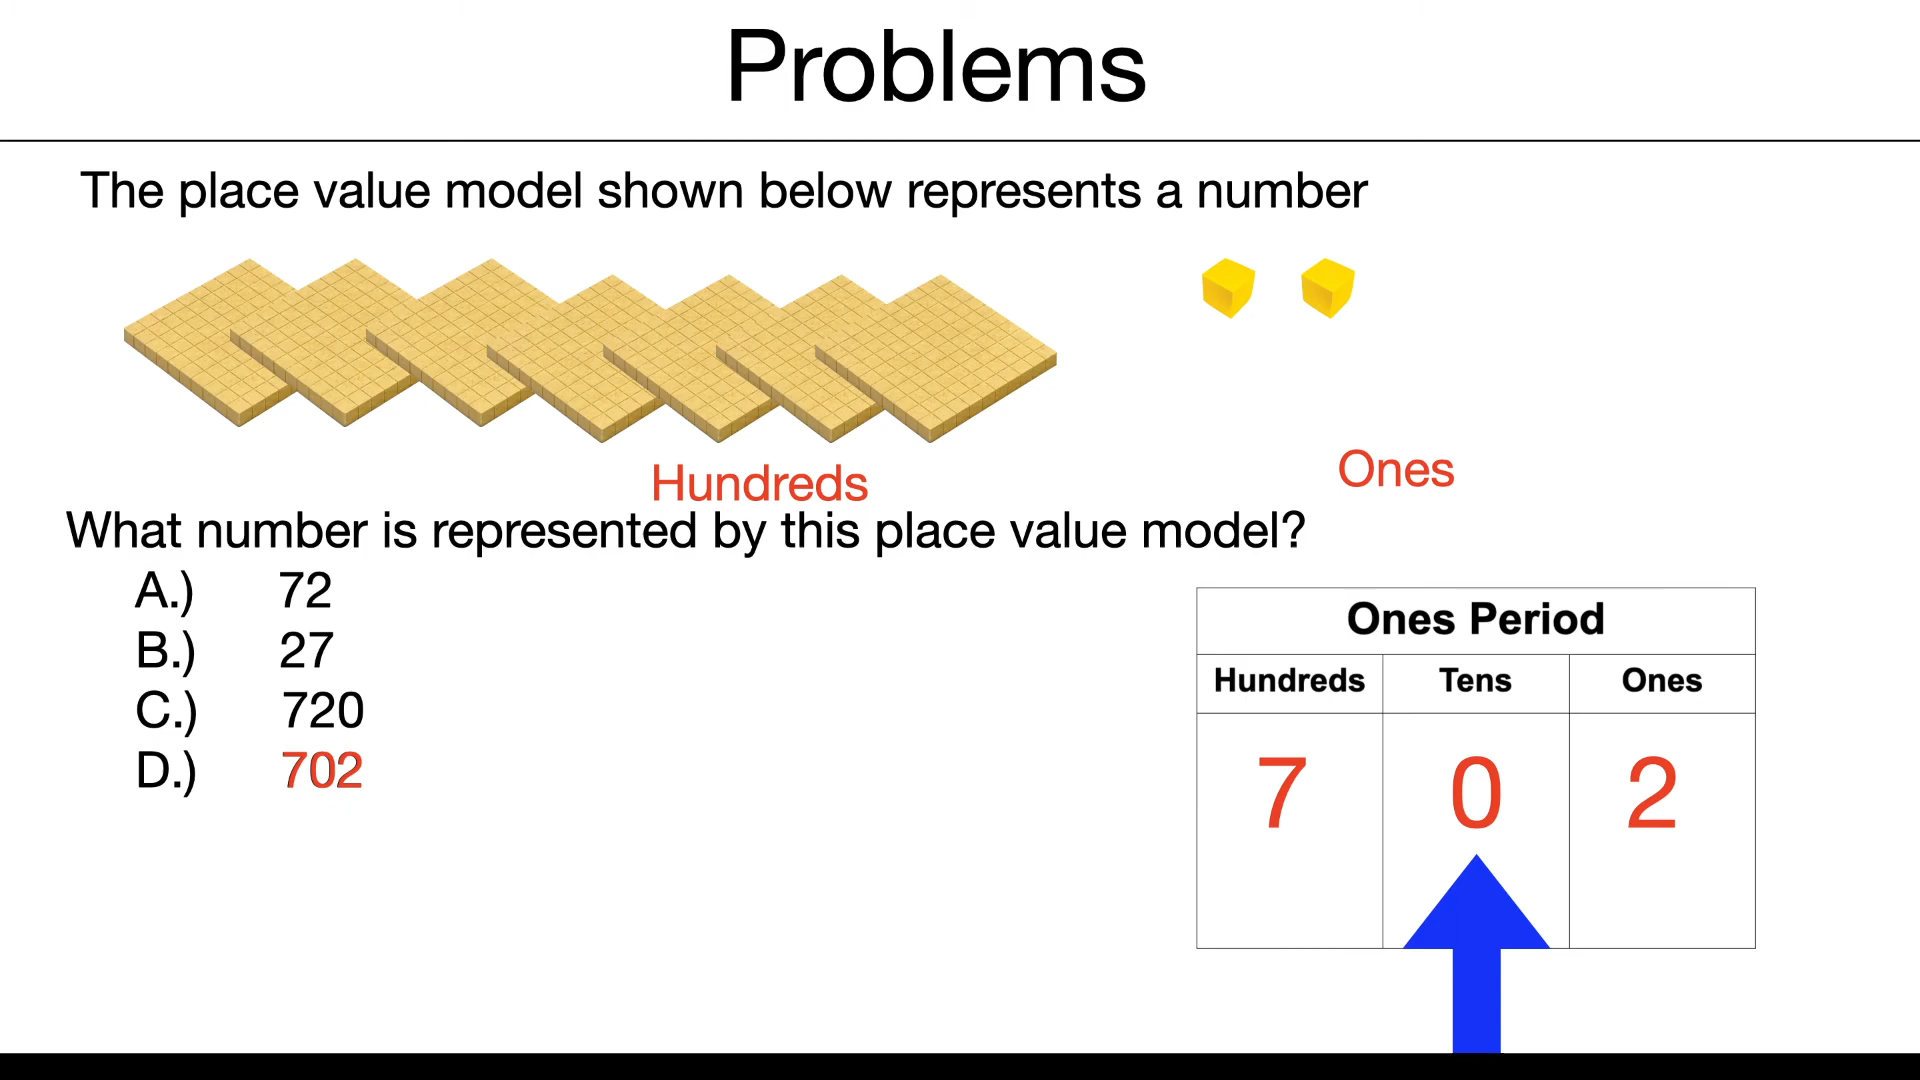 Problems
The place value model shown below represents a number
Hundreds
Ones
What number is represented by this place value model?
A.) 72
B.) 27
C.) 720
D.) 702
Ones Period
Hundreds Tens Ones
7 0 2